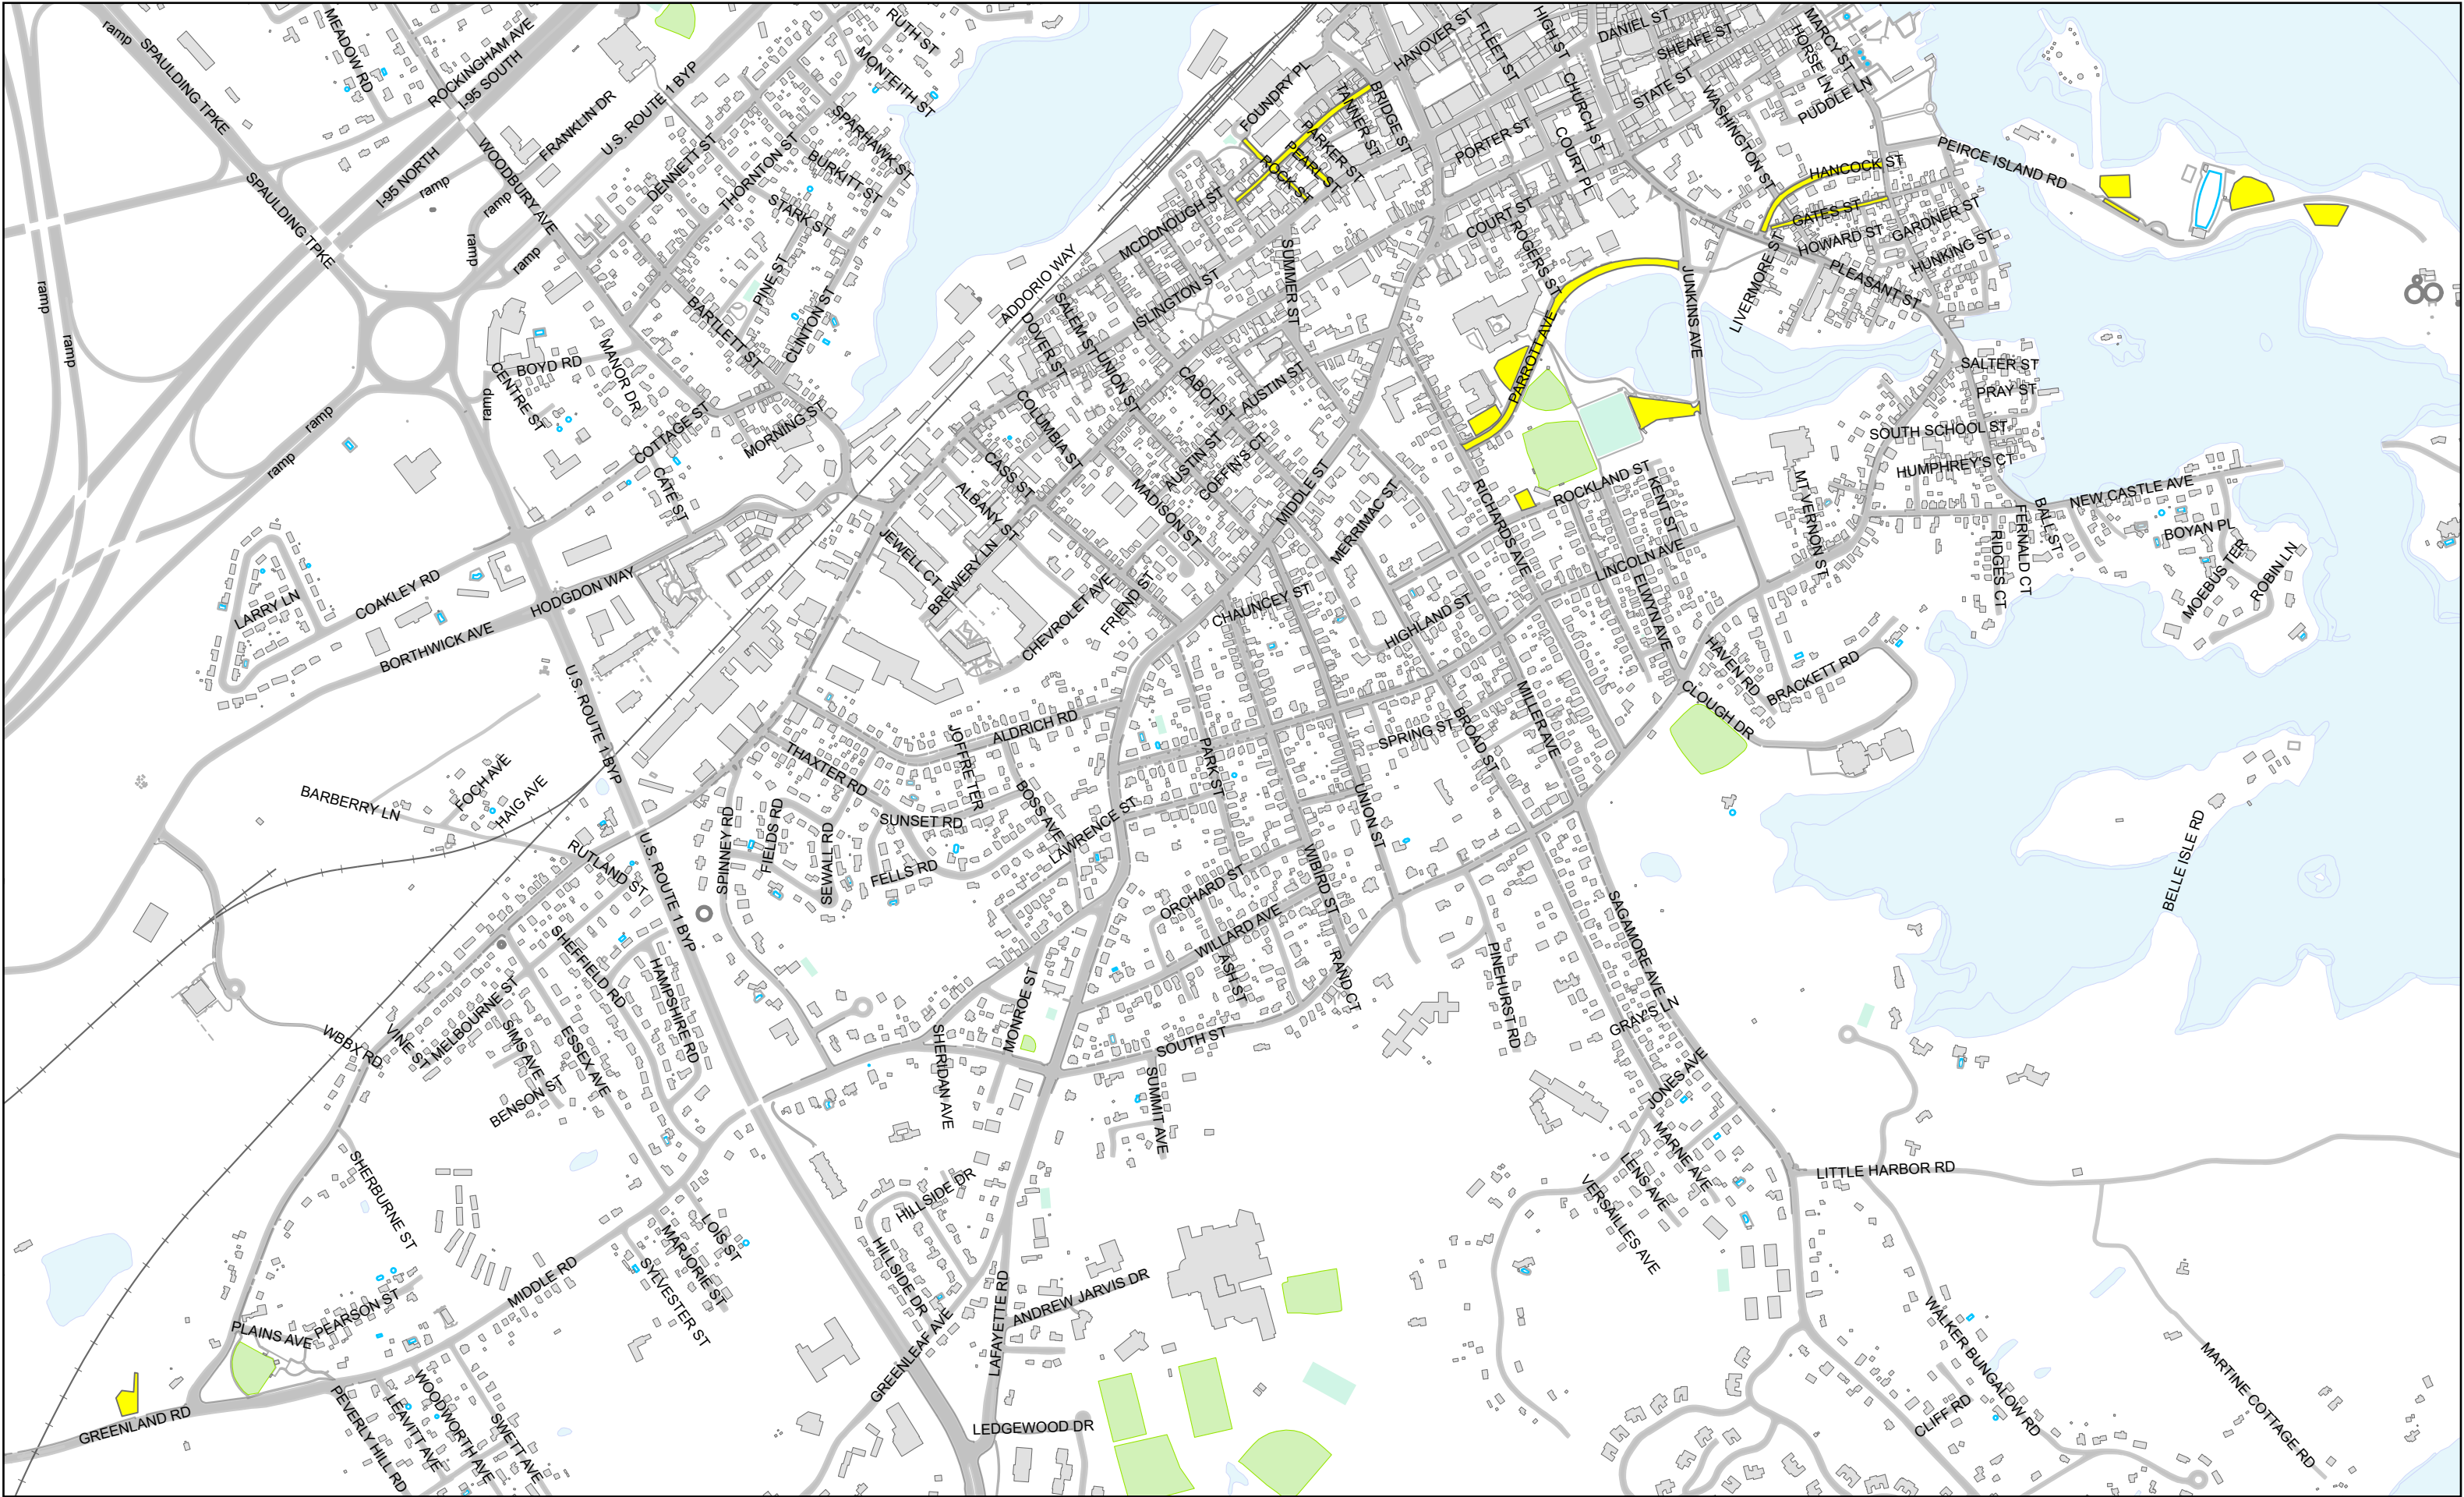 ramp
SPAULDING TPKE
MEADOW RD
ROCKINGHAM AVE
I-95 SOUTH
RUTH ST
MONTEITH ST
HANOVER ST
FLEET ST
HIGH ST
DANIEL ST
SHEAFE ST
MARCY ST
HORSE LN
STATE ST
PUDDLE LN
WASHINGTON ST
CHURCH ST
COURT PL
PORTER ST
FOUNDRY PL
TANNER ST
BRIDGE ST
PARKER ST
PEARL ST
ROCK ST
FRANKLIN DR
U.S. ROUTE 1 BYP
WOODBURY AVE
I-95 NORTH
ramp
ramp
ramp
ramp
SPAULDING TPKE
DENNETT ST
THORNTON ST
SPARHAWK ST
BURKITT ST
STARK ST
PINE ST
CLINTON ST
BARTLETT ST
MCDONOUGH ST
ISLINGTON ST
ADDORIO WAY
SUMMER ST
COURT ST
ROGERS ST
HANCOCK ST
GATES ST
GARDNER ST
HOWARD ST
HUNKING ST
PLEASANT ST
LIVERMORE ST
PEIRCE ISLAND RD
JUNKINS AVE
PARROTT AVE
ramp
ramp
ramp
ramp
ramp
BOYD RD
CENTRE ST
MANOR DR
COTTAGE ST
MORNING ST
CATE ST
DOVER ST
SALEM ST
UNION ST
CABOT ST
AUSTIN ST
COLUMBIA ST
CASS ST
ALBANY ST
MADISON ST
AUSTIN ST
COFFIN'S CT
MIDDLE ST
MERRIMAC ST
RICHARDS AVE
ROCKLAND ST
KENT ST
LINCOLN AVE
ELWYN AVE
SALTER ST
PRAY ST
SOUTH SCHOOL ST
HUMPHREY'S CT
MT VERNON ST
NEW CASTLE AVE
BALL ST
FERNALD CT
RIDGES CT
BOYAN PL
MOEBUS TER
ROBIN LN
JEWELL CT
BREWERY LN
CHEVROLET AVE
FRIEND ST
CHAUNCEY ST
HIGHLAND ST
LARRY LN
COAKLEY RD
HODGDON WAY
BORTHWICK AVE
U.S. ROUTE 1 BYP
HAVEN RD
BRACKETT RD
CLOUGH DR
ALDRICH RD
JOFFRE TER
THAXTER RD
SUNSET RD
BOSS AVE
LAWRENCE ST
PARK ST
SPRING ST
BROAD ST
MILLER AVE
UNION ST
BARBERRY LN
FOCH AVE
HAIG AVE
RUTLAND ST
U.S. ROUTE 1 BYP
SPINNEY RD
FIELDS RD
SEWALL RD
FELLS RD
ORCHARD ST
WIBIRD ST
WILLARD AVE
ASH ST
RAND CT
SAGAMORE AVE
PINEHURST RD
GRAY'S LN
JONES AVE
BELLE ISLE RD
SHEFFIELD RD
HAMPSHIRE RD
MELBOURNE ST
VINE ST
SIMS AVE
ESSEX AVE
BENSON ST
WBBX RD
MONROE ST
SHERIDAN AVE
SOUTH ST
SUMMIT AVE
MARNE AVE
LENS AVE
VERSAILLES AVE
LITTLE HARBOR RD
SHERBURNE ST
HILLSIDE DR
HILLSIDE DR
LOIS ST
MARJORIE ST
SYLVESTER ST
MIDDLE RD
PEARSON ST
PLAINS AVE
GREENLAND RD
PEVERLY HILL RD
LEAVITT AVE
WOODWORTH AVE
SWETT AVE
GREENLEAF AVE
LAFAYETTE RD
ANDREW JARVIS DR
LEDGEWOOD DR
WALKER BUNGALOW RD
CLIFF RD
MARTINE COTTAGE RD